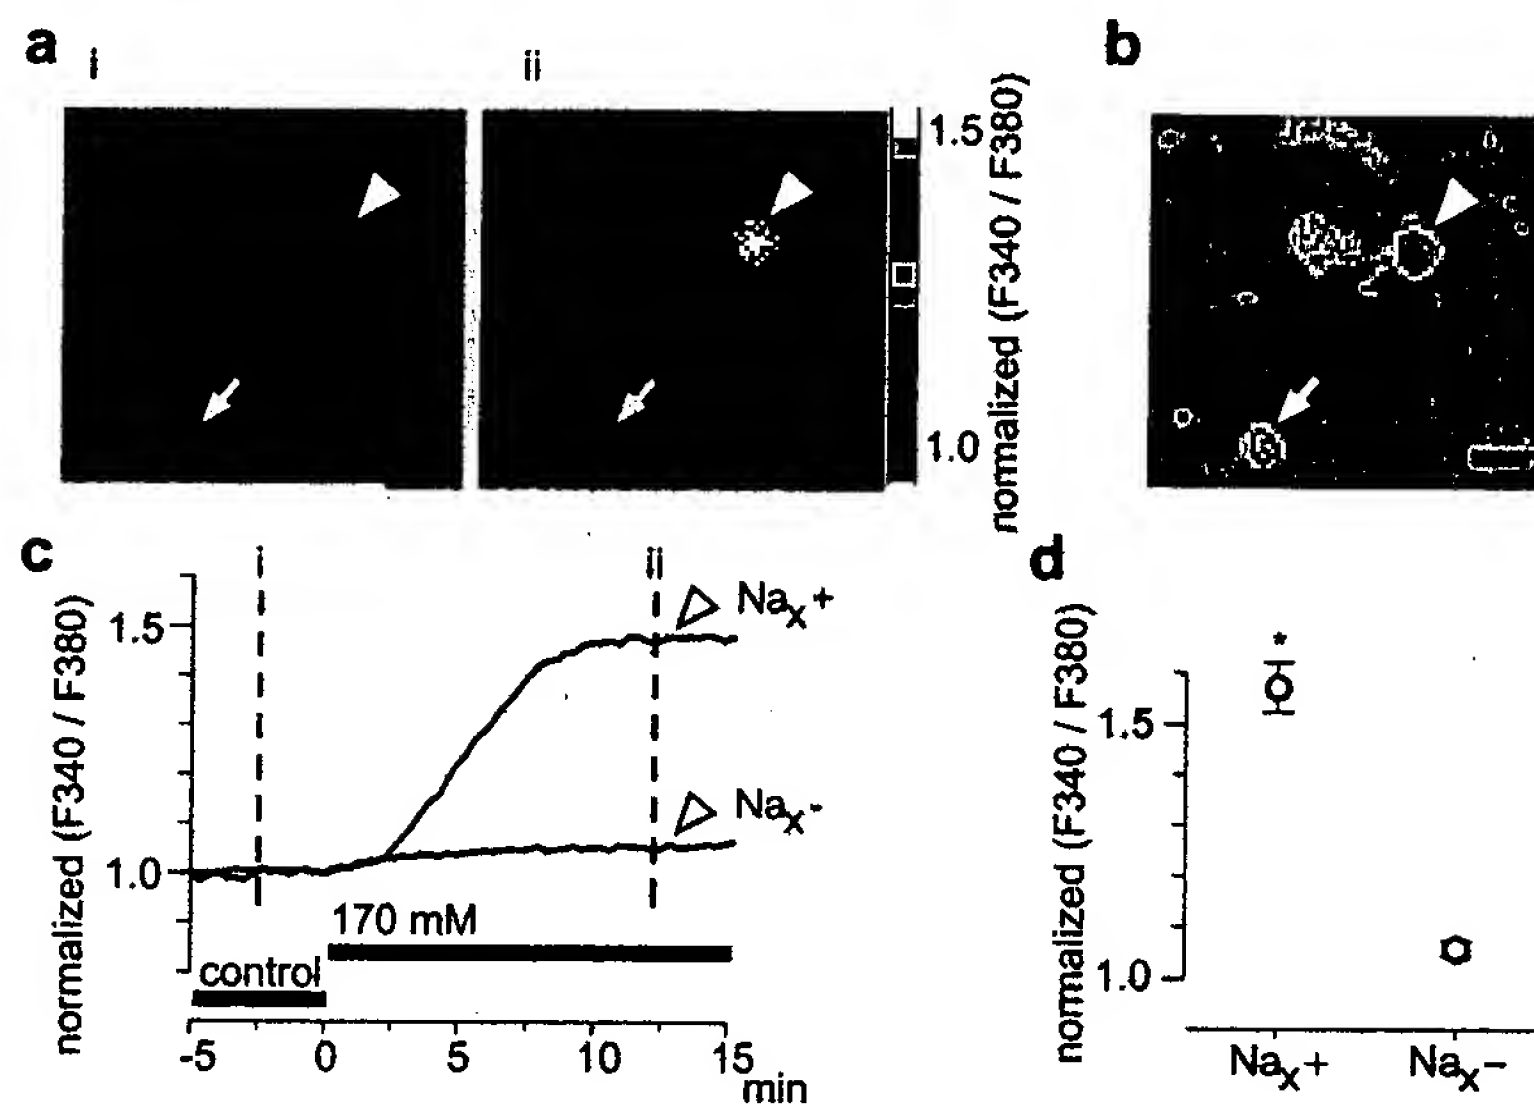 a
i
ii
1.5
1.0
normalized (F340 / F380)
b
c
i
ii
normalized (F340 / F380)
1.5
1.0
Naₓ+
Naₓ-
170 mM
control
-5 0 5 10 15
min
d
normalized (F340 / F380)
*
1.5
1.0
Naₓ+ Naₓ-